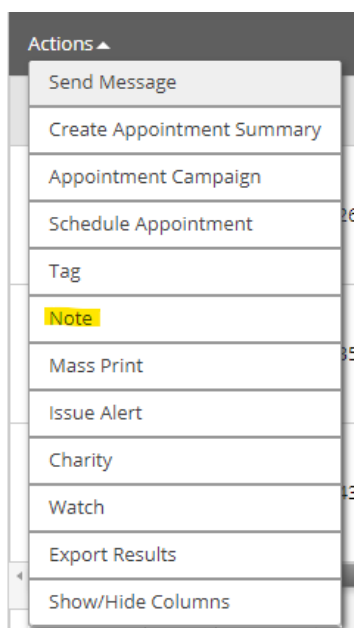 Actions
Send Message
Create Appointment Summary
Appointment Campaign
Schedule Appointment
Tag
Note
Mass Print
Issue Alert
Charity
Watch
Export Results
Show/Hide Columns